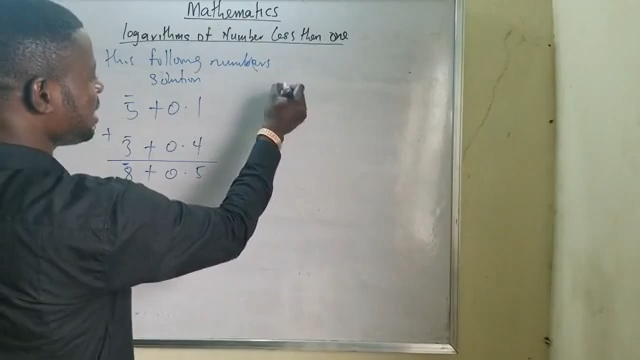 Mathematics
logarithms of Number less than one
this following numbers
solution
5̄ + 0.1
+
3̄ + 0.4
8̄ + 0.5